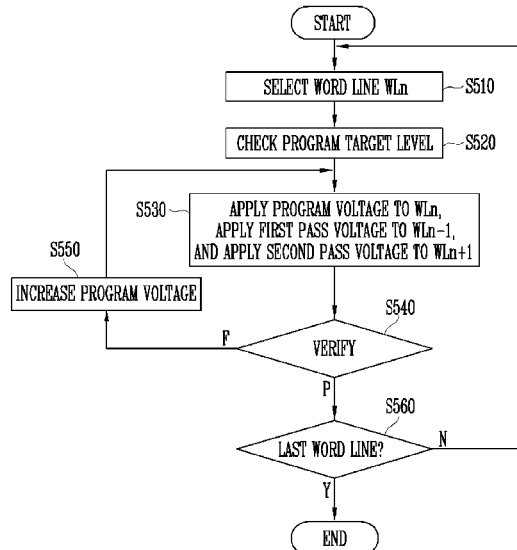 START
SELECT WORD LINE WLn
S510
CHECK PROGRAM TARGET LEVEL
S520
S530
APPLY PROGRAM VOLTAGE TO WLn,
APPLY FIRST PASS VOLTAGE TO WLn-1,
AND APPLY SECOND PASS VOLTAGE TO WLn+1
S550
INCREASE PROGRAM VOLTAGE
S540
F
VERIFY
P
S560
LAST WORD LINE?
N
Y
END